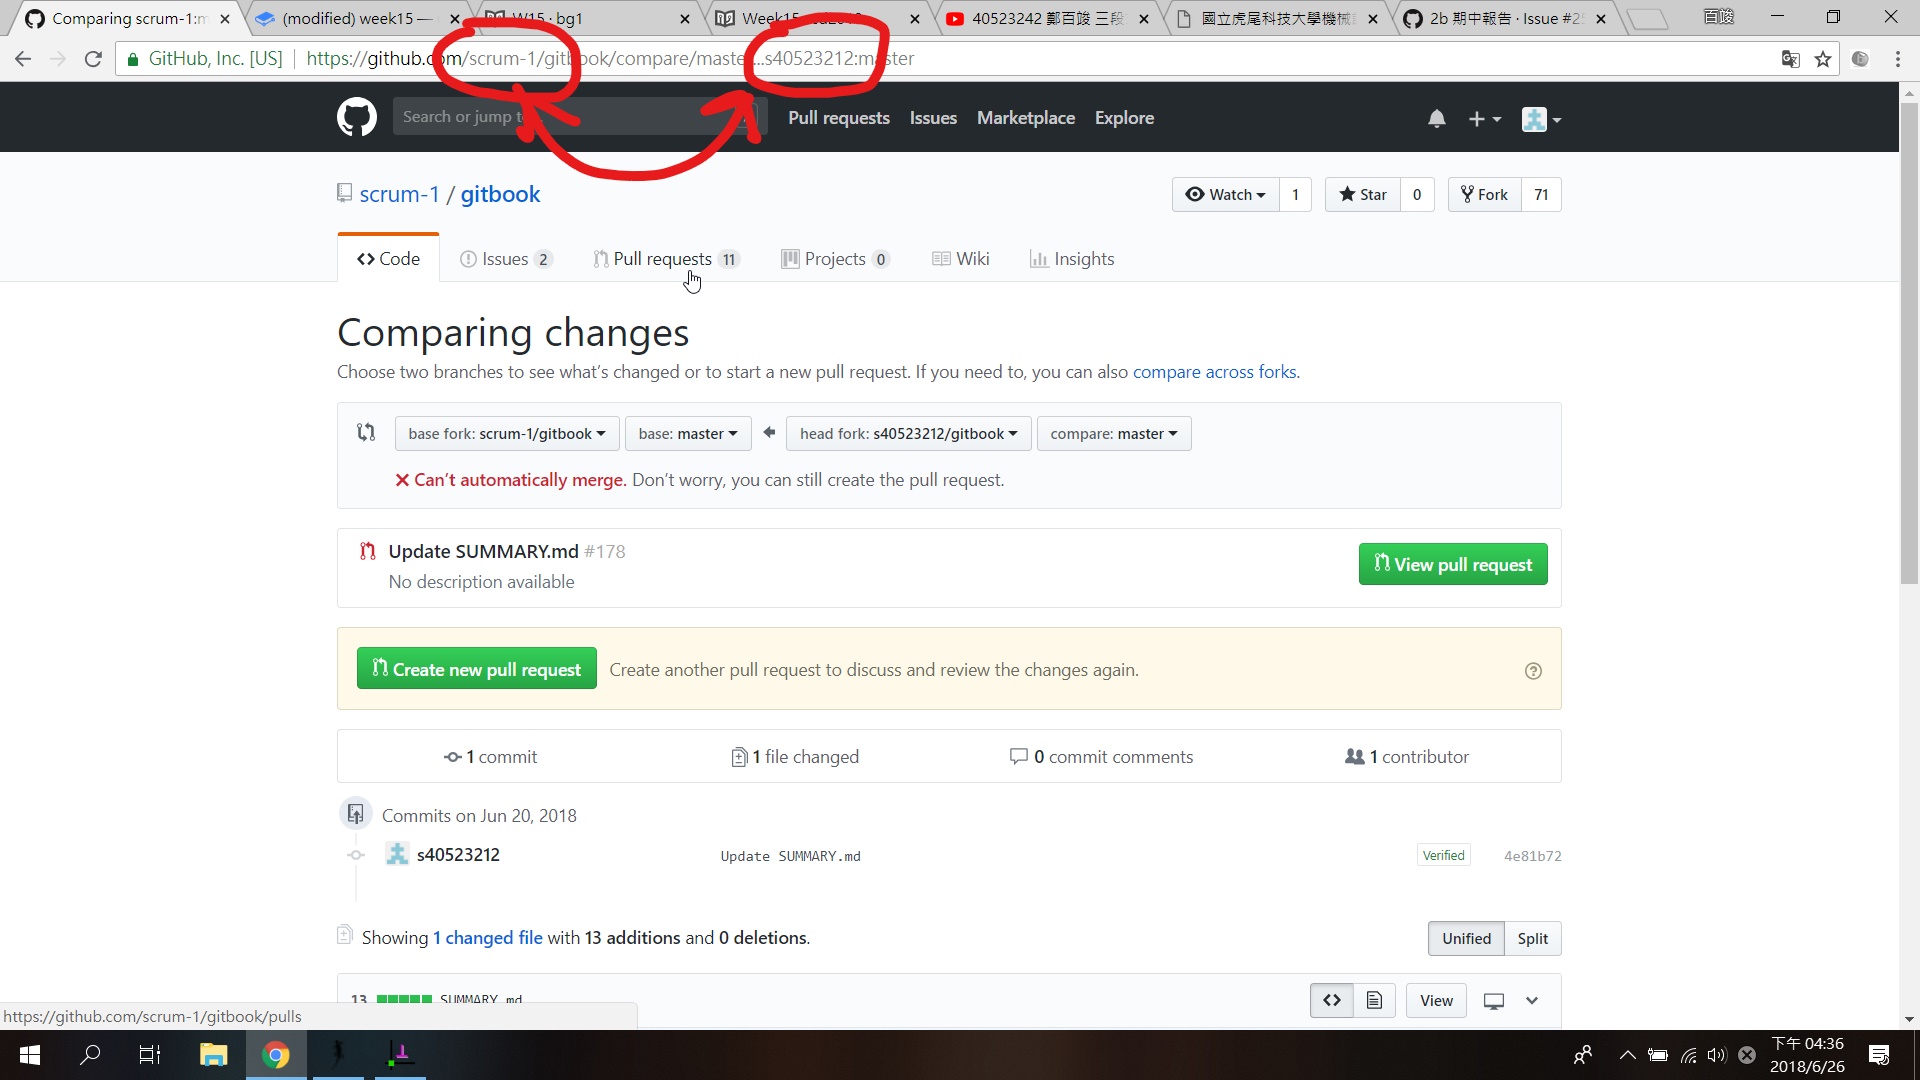 Comparing scrum-1:m
(modified) week15 —
W15 · bg1
Week15
40523242 鄭百竣 三段
國立虎尾科技大學機械
2b 期中報告 · Issue #25
百竣
GitHub, Inc. [US]
https://github.com/scrum-1/gitbook/compare/master...s40523212:master
Search or jump to
Pull requests
Issues
Marketplace
Explore
scrum-1 / gitbook
Watch 1
Star 0
Fork 71
Code
Issues 2
Pull requests 11
Projects 0
Wiki
Insights
Comparing changes
Choose two branches to see what’s changed or to start a new pull request. If you need to, you can also compare across forks.
base fork: scrum-1/gitbook
base: master
head fork: s40523212/gitbook
compare: master
Can’t automatically merge. Don’t worry, you can still create the pull request.
Update SUMMARY.md #178
No description available
View pull request
Create new pull request
Create another pull request to discuss and review the changes again.
1 commit
1 file changed
0 commit comments
1 contributor
Commits on Jun 20, 2018
s40523212
Update SUMMARY.md
Verified
4e81b72
Showing 1 changed file with 13 additions and 0 deletions.
Unified
Split
13
SUMMARY.md
View
https://github.com/scrum-1/gitbook/pulls
下午 04:36
2018/6/26